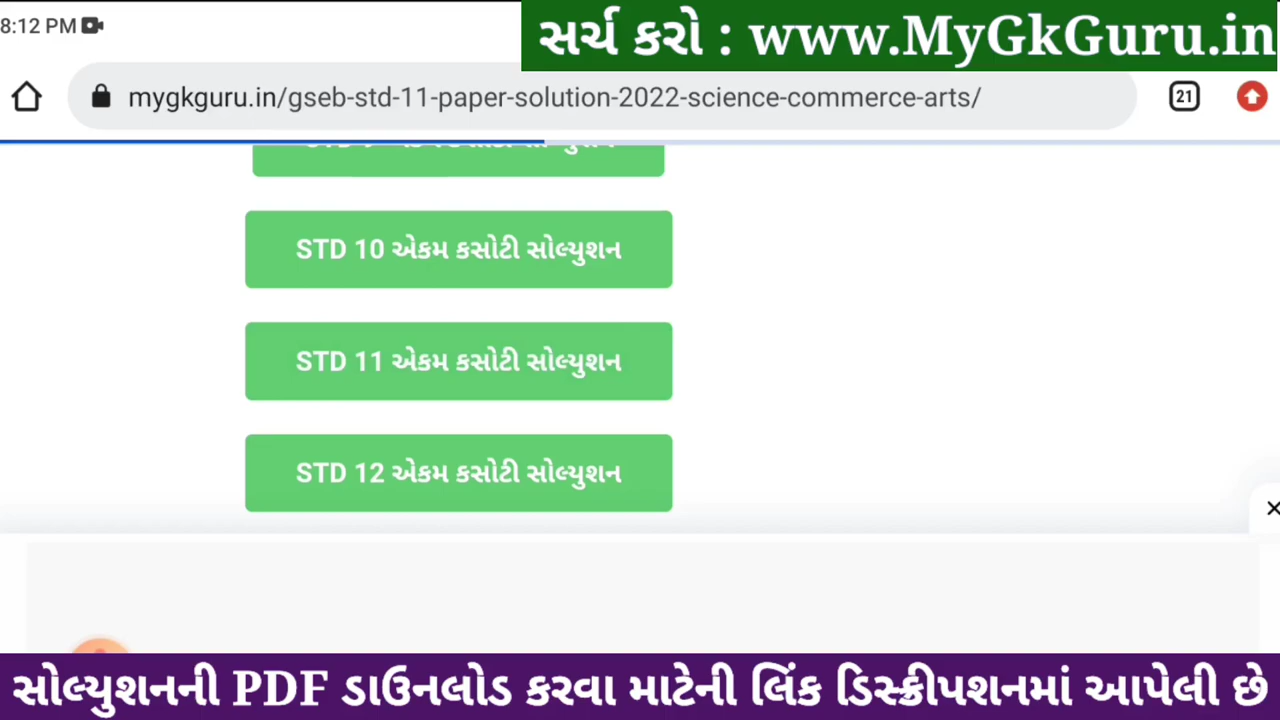 8:12 PM
સર્ચ કરો : www.MyGkGuru.in
mygkguru.in/gseb-std-11-paper-solution-2022-science-commerce-arts/
21
STD 10 એકમ કસોટી સોલ્યુશન
STD 11 એકમ કસોટી સોલ્યુશન
STD 12 એકમ કસોટી સોલ્યુશન
સોલ્યુશનની PDF ડાઉનલોડ કરવા માટેની લિંક ડિસ્ક્રીપશનમાં આપેલી છે